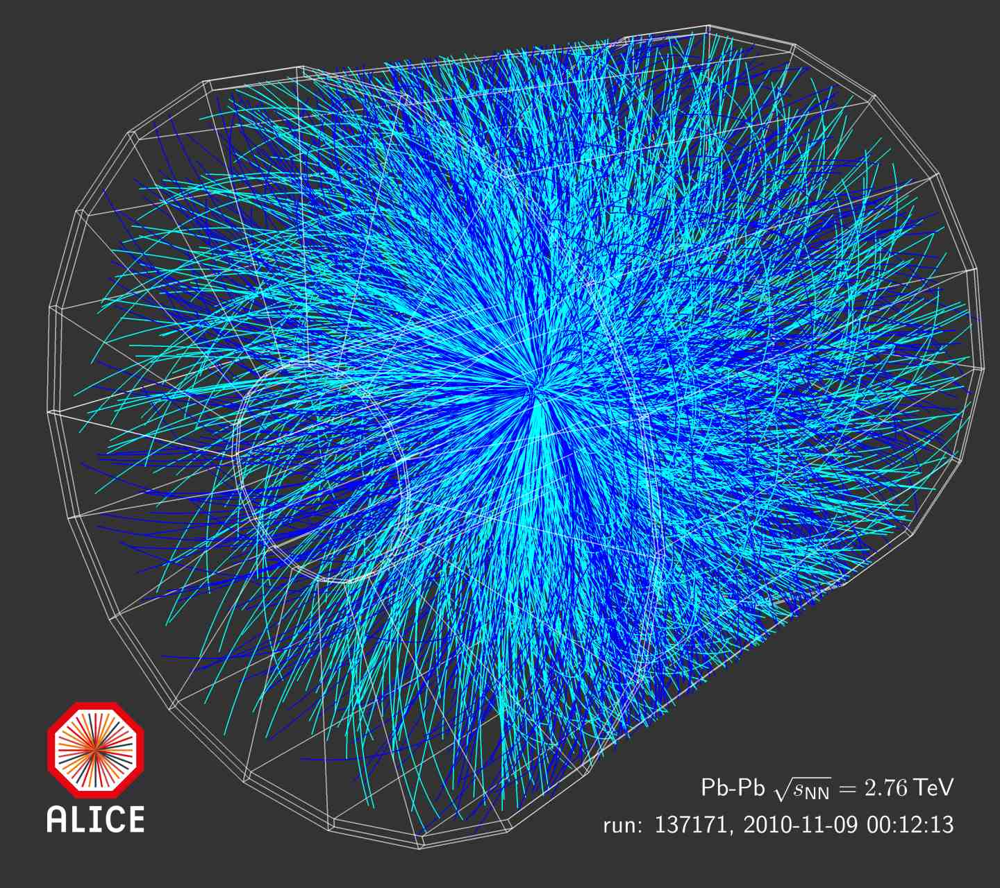 ALICE
Pb-Pb √sNN = 2.76 TeV
run: 137171, 2010-11-09 00:12:13